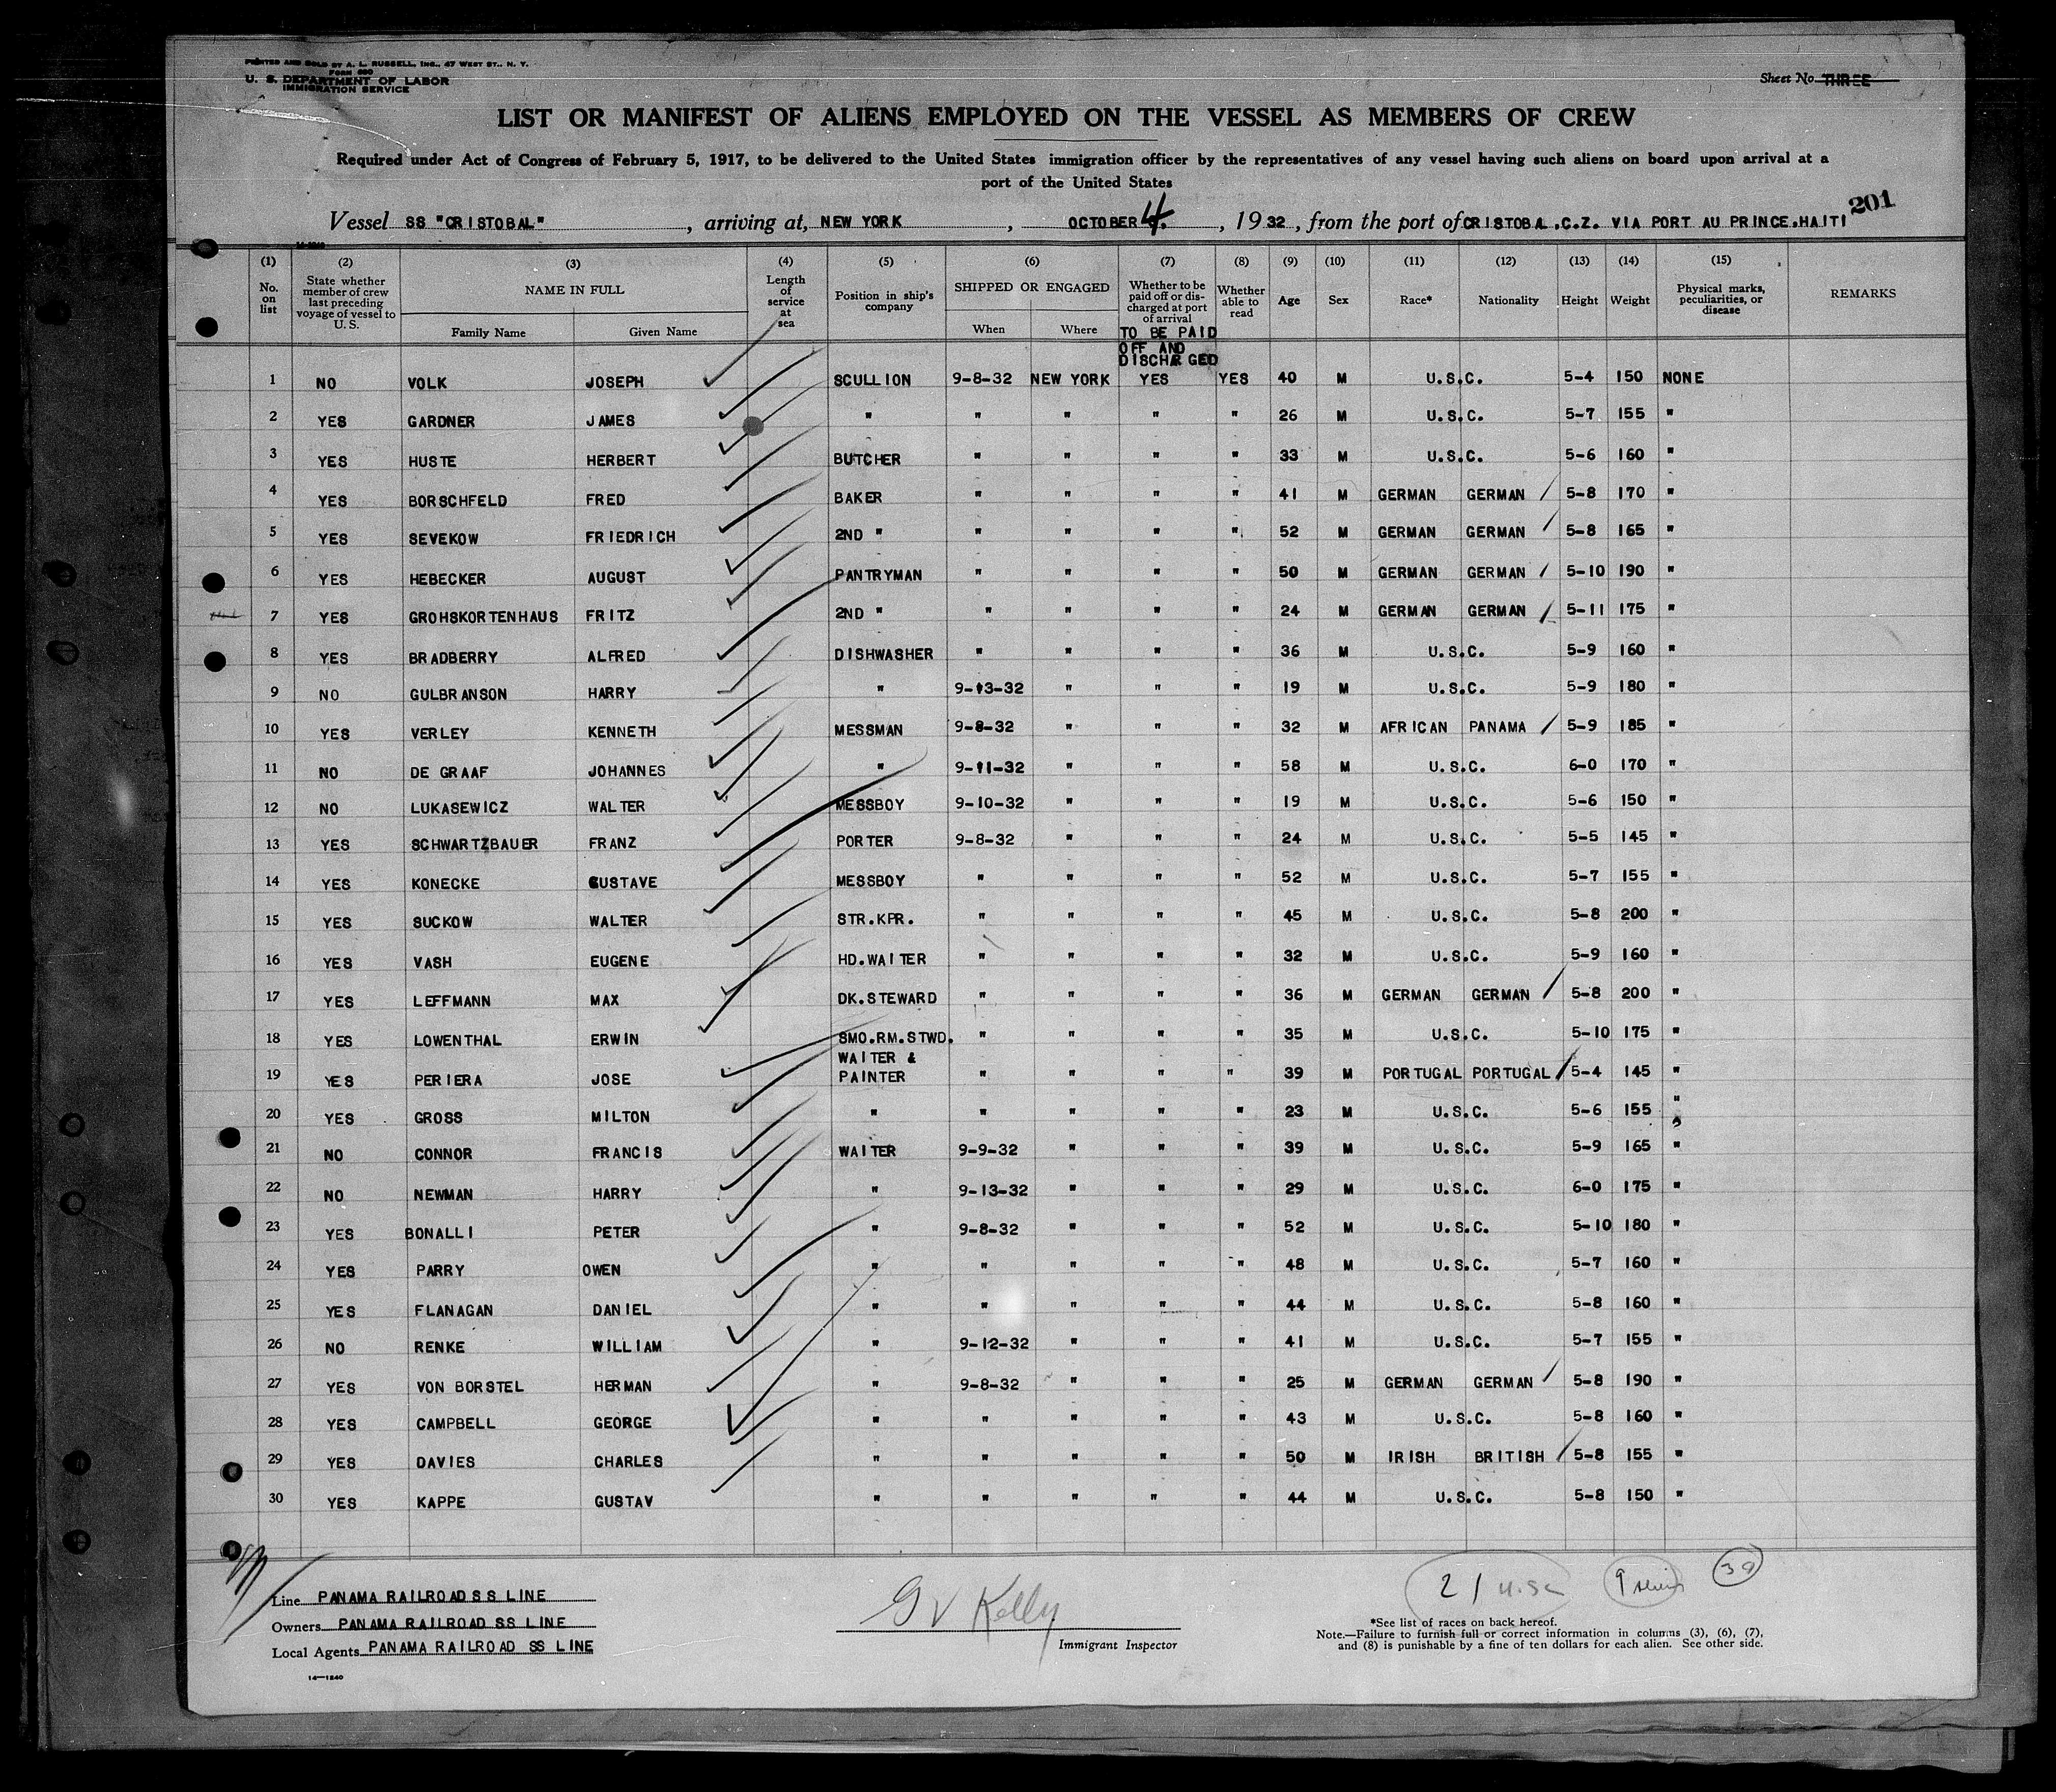 PRINTED AND SOLD BY A. L. RUSSELL, INC., 47 WEST ST., N. Y.
FORM 680
U. S. DEPARTMENT OF LABOR
IMMIGRATION SERVICE
Sheet No. THREE
LIST OR MANIFEST OF ALIENS EMPLOYED ON THE VESSEL AS MEMBERS OF CREW
Required under Act of Congress of February 5, 1917, to be delivered to the United States immigration officer by the representatives of any vessel having such aliens on board upon arrival at a
port of the United States
201
Vessel SS "CRISTOBAL", arriving at, NEW YORK, OCTOBER 4, 1932, from the port of CRISTOBAL, C.Z. VIA PORT AU PRINCE, HAITI
(1) No. on list (2) State whether member of crew last preceding voyage of vessel to U. S. (3) NAME IN FULL Family Name Given Name (4) Length of service at sea (5) Position in ship's company (6) SHIPPED OR ENGAGED When Where (7) Whether to be paid off or discharged at port of arrival (8) Whether able to read (9) Age (10) Sex (11) Race* (12) Nationality (13) Height (14) Weight (15) Physical marks, peculiarities, or disease REMARKS
TO BE PAID
OFF AND
DISCHARGED
1 NO VOLK JOSEPH SCULLION 9-8-32 NEW YORK YES YES 40 M U.S.C. 5-4 150 NONE
2 YES GARDNER JAMES " " " " " 26 M U.S.C. 5-7 155 "
3 YES HUSTE HERBERT BUTCHER " " " " 33 M U.S.C. 5-6 160 "
4 YES BORSCHFELD FRED BAKER " " " " 41 M GERMAN GERMAN 5-8 170 "
5 YES SEVEKOW FRIEDRICH 2ND " " " " " 52 M GERMAN GERMAN 5-8 165 "
6 YES HEBECKER AUGUST PANTRYMAN " " " " 50 M GERMAN GERMAN 5-10 190 "
7 YES GROHSKORTENHAUS FRITZ 2ND " " " " " 24 M GERMAN GERMAN 5-11 175 "
8 YES BRADBERRY ALFRED DISHWASHER " " " " 36 M U.S.C. 5-9 160 "
9 NO GULBRANSON HARRY " 9-13-32 " " " 19 M U.S.C. 5-9 180 "
10 YES VERLEY KENNETH MESSMAN 9-8-32 " " " 32 M AFRICAN PANAMA 5-9 185 "
11 NO DE GRAAF JOHANNES " 9-11-32 " " " 58 M U.S.C. 6-0 170 "
12 NO LUKASEWICZ WALTER MESSBOY 9-10-32 " " " 19 M U.S.C. 5-6 150 "
13 YES SCHWARTZBAUER FRANZ PORTER 9-8-32 " " " 24 M U.S.C. 5-5 145 "
14 YES KONECKE GUSTAVE MESSBOY " " " " 52 M U.S.C. 5-7 155 "
15 YES SUCKOW WALTER STR.KPR. " " " " 45 M U.S.C. 5-8 200 "
16 YES VASH EUGENE HD.WAITER " " " " 32 M U.S.C. 5-9 160 "
17 YES LEFFMANN MAX DK.STEWARD " " " " 36 M GERMAN GERMAN 5-8 200 "
18 YES LOWENTHAL ERWIN SMO.RM.STWD. " " " " 35 M U.S.C. 5-10 175 "
19 YES PERIERA JOSE WAITER & PAINTER " " " " 39 M PORTUGAL PORTUGAL 5-4 145 "
20 YES GROSS MILTON " " " " " 23 M U.S.C. 5-6 155 "
21 NO CONNOR FRANCIS WAITER 9-9-32 " " " 39 M U.S.C. 5-9 165 "
22 NO NEWMAN HARRY " 9-13-32 " " " 29 M U.S.C. 6-0 175 "
23 YES BONALLI PETER " 9-8-32 " " " 52 M U.S.C. 5-10 180 "
24 YES PARRY OWEN " " " " " 48 M U.S.C. 5-7 160 "
25 YES FLANAGAN DANIEL " " " " " 44 M U.S.C. 5-8 160 "
26 NO RENKE WILLIAM " 9-12-32 " " " 41 M U.S.C. 5-7 155 "
27 YES VON BORSTEL HERMAN " 9-8-32 " " " 25 M GERMAN GERMAN 5-8 190 "
28 YES CAMPBELL GEORGE " " " " " 43 M U.S.C. 5-8 160 "
29 YES DAVIES CHARLES " " " " " 50 M IRISH BRITISH 5-8 155 "
30 YES KAPPE GUSTAV " " " " " 44 M U.S.C. 5-8 150 "
Line PANAMA RAILROAD S S LINE
Owners PANAMA RAILROAD SS LINE
Local Agents PANAMA RAILROAD SS LINE
14—1240
G V Kelly
Immigrant Inspector
21 U.S.C
9 aliens
30
*See list of races on back hereof.
Note.—Failure to furnish full or correct information in columns (3), (6), (7),
and (8) is punishable by a fine of ten dollars for each alien. See other side.